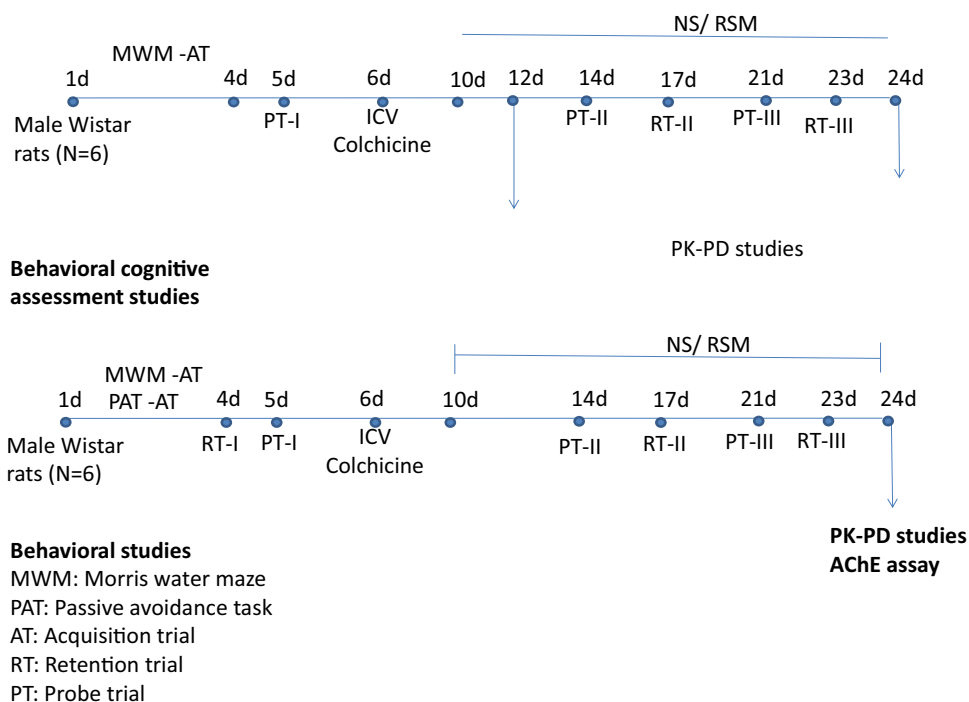 NS/ RSM
MWM -AT
1d 4d 5d 6d 10d 12d 14d 17d 21d 23d 24d
Male Wistar
rats (N=6)
PT-I
ICV
Colchicine
PT-II
RT-II
PT-III
RT-III
PK-PD studies
Behavioral cognitive
assessment studies
NS/ RSM
MWM -AT
PAT -AT
1d 4d 5d 6d 10d 14d 17d 21d 23d 24d
Male Wistar
rats (N=6)
RT-I
PT-I
ICV
Colchicine
PT-II
RT-II
PT-III
RT-III
PK-PD studies
AChE assay
Behavioral studies
MWM: Morris water maze
PAT: Passive avoidance task
AT: Acquisition trial
RT: Retention trial
PT: Probe trial